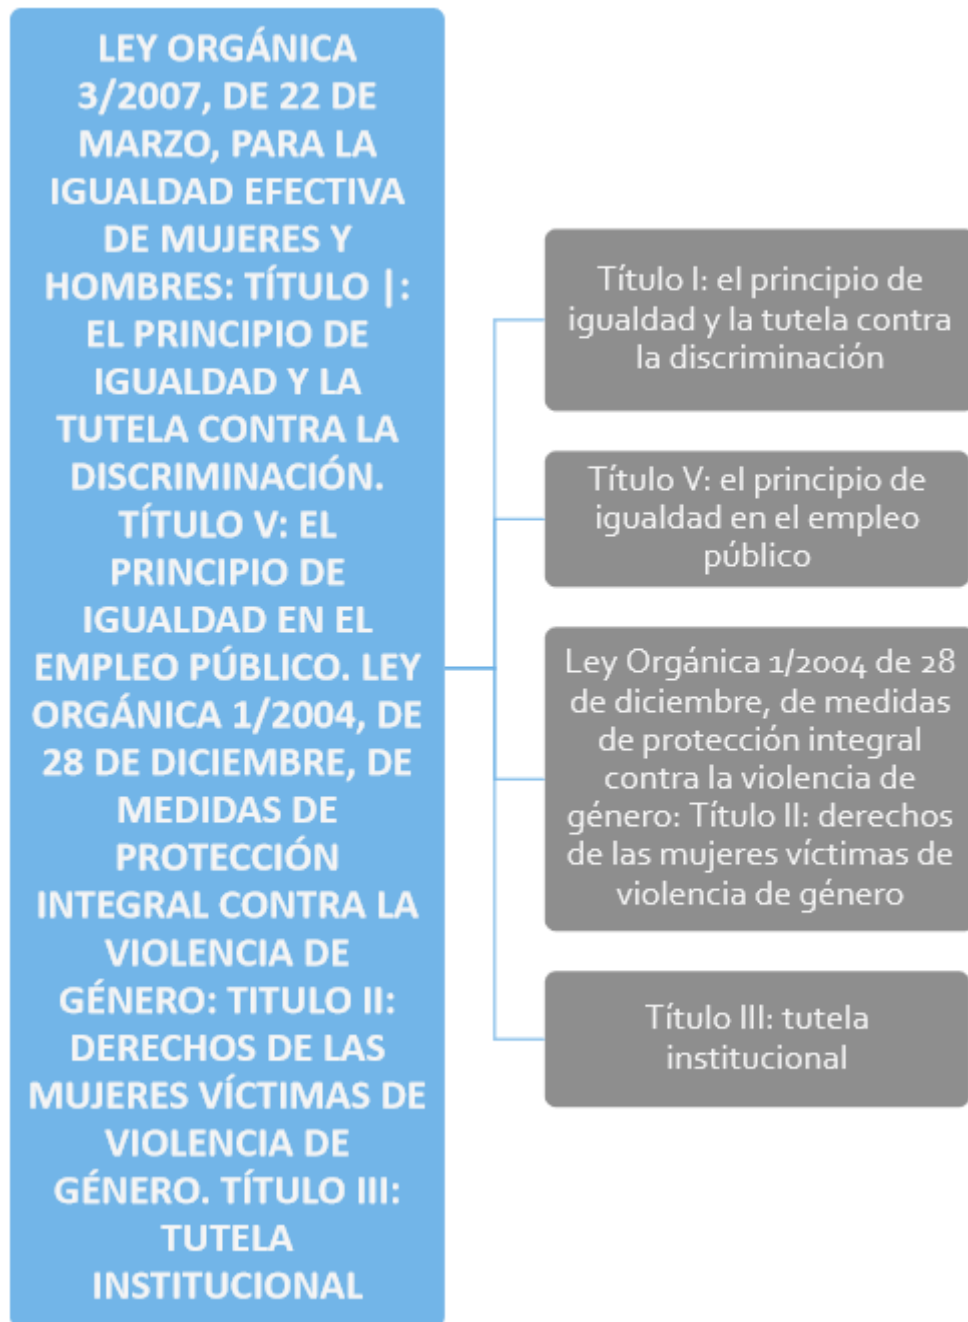 LEY ORGÁNICA
3/2007, DE 22 DE
MARZO, PARA LA
IGUALDAD EFECTIVA
DE MUJERES Y
HOMBRES: TÍTULO |:
EL PRINCIPIO DE
IGUALDAD Y LA
TUTELA CONTRA LA
DISCRIMINACIÓN.
TÍTULO V: EL
PRINCIPIO DE
IGUALDAD EN EL
EMPLEO PÚBLICO. LEY
ORGÁNICA 1/2004, DE
28 DE DICIEMBRE, DE
MEDIDAS DE
PROTECCIÓN
INTEGRAL CONTRA LA
VIOLENCIA DE
GÉNERO: TITULO II:
DERECHOS DE LAS
MUJERES VÍCTIMAS DE
VIOLENCIA DE
GÉNERO. TÍTULO III:
TUTELA
INSTITUCIONAL
Título I: el principio de
igualdad y la tutela contra
la discriminación
Título V: el principio de
igualdad en el empleo
público
Ley Orgánica 1/2004 de 28
de diciembre, de medidas
de protección integral
contra la violencia de
género: Título II: derechos
de las mujeres víctimas de
violencia de género
Título III: tutela
institucional